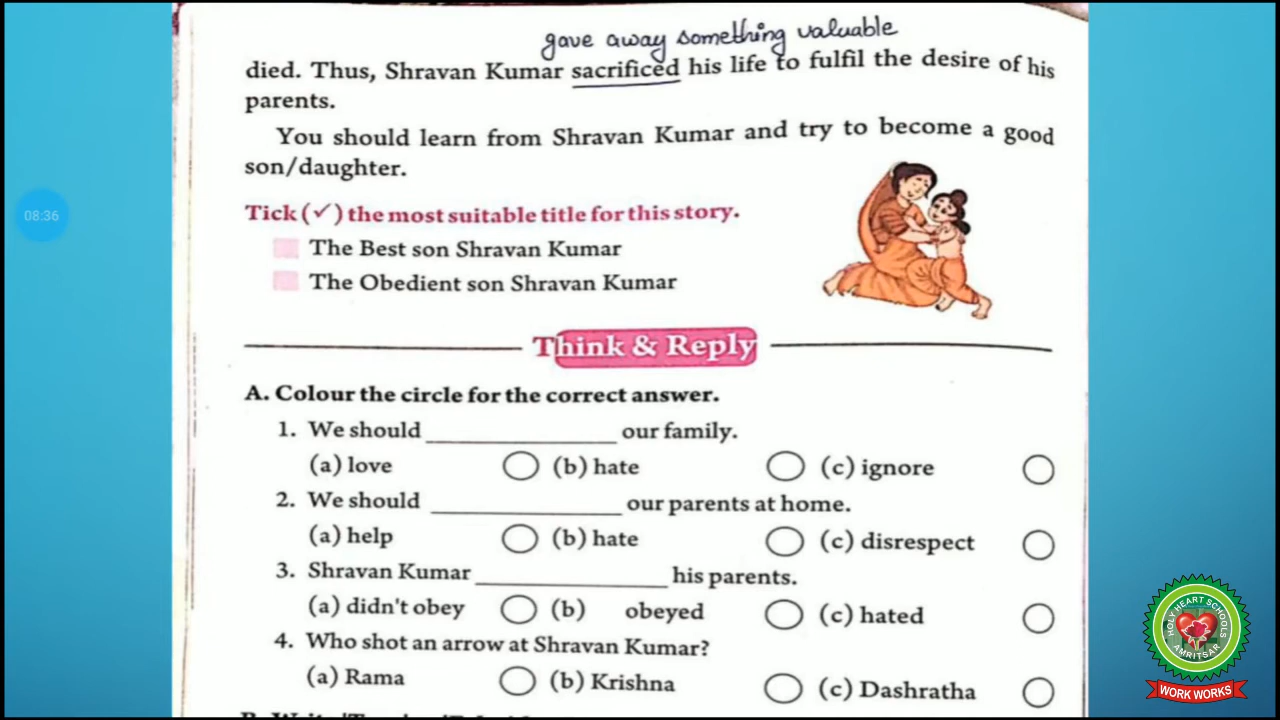 gave away something valuable
died. Thus, Shravan Kumar sacrificed his life to fulfil the desire of his
parents.
You should learn from Shravan Kumar and try to become a good
son/daughter.
08:36
Tick (✓) the most suitable title for this story.
The Best son Shravan Kumar
The Obedient son Shravan Kumar
Think & Reply
A. Colour the circle for the correct answer.
1. We should ______________ our family.
(a) love (b) hate (c) ignore
2. We should ______________ our parents at home.
(a) help (b) hate (c) disrespect
3. Shravan Kumar ______________ his parents.
(a) didn't obey (b) obeyed (c) hated
4. Who shot an arrow at Shravan Kumar?
(a) Rama (b) Krishna (c) Dashratha
HOLY HEART SCHOOLS
AMRITSAR
WORK WORKS